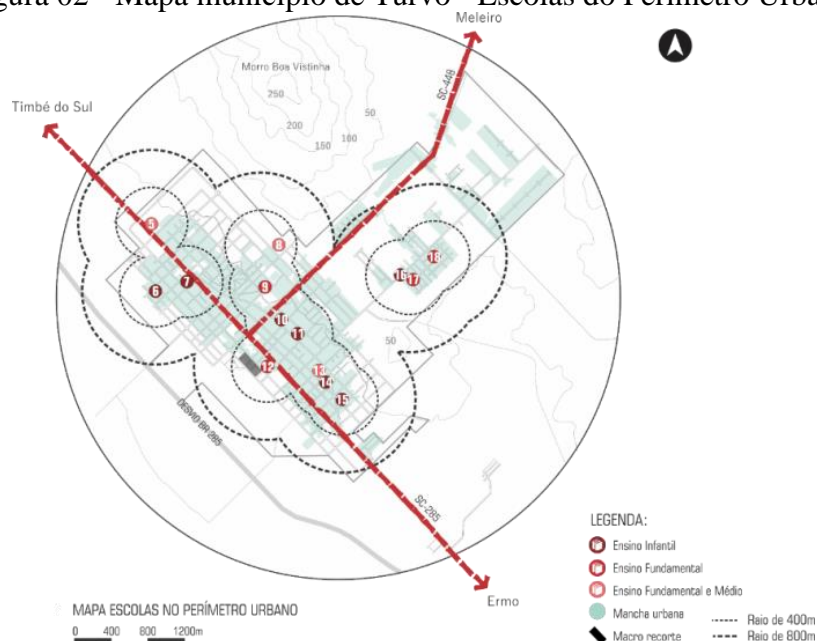 gura 02 - Mapa município de Turvo - Escolas do Perímetro Urba
Meleiro
Morro Boa Vistinha
SC-448
250
50
200
100
150
Timbé do Sul
5
8
18
16
17
7
6
9
10
11
50
12
13
14
15
DESVIO BR-285
SC-285
Ermo
LEGENDA:
Ensino Infantil
Ensino Fundamental
Ensino Fundamental e Médio
Mancha urbana
Macro recorte
Raio de 400m
Raio de 800m
MAPA ESCOLAS NO PERÍMETRO URBANO
0 400 800 1200m